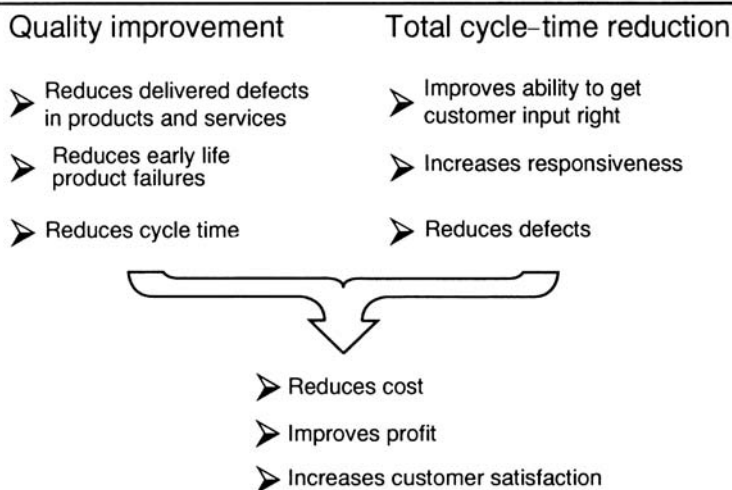 Quality improvement
Reduces delivered defects
in products and services
Reduces early life
product failures
Reduces cycle time
Total cycle–time reduction
Improves ability to get
customer input right
Increases responsiveness
Reduces defects
Reduces cost
Improves profit
Increases customer satisfaction